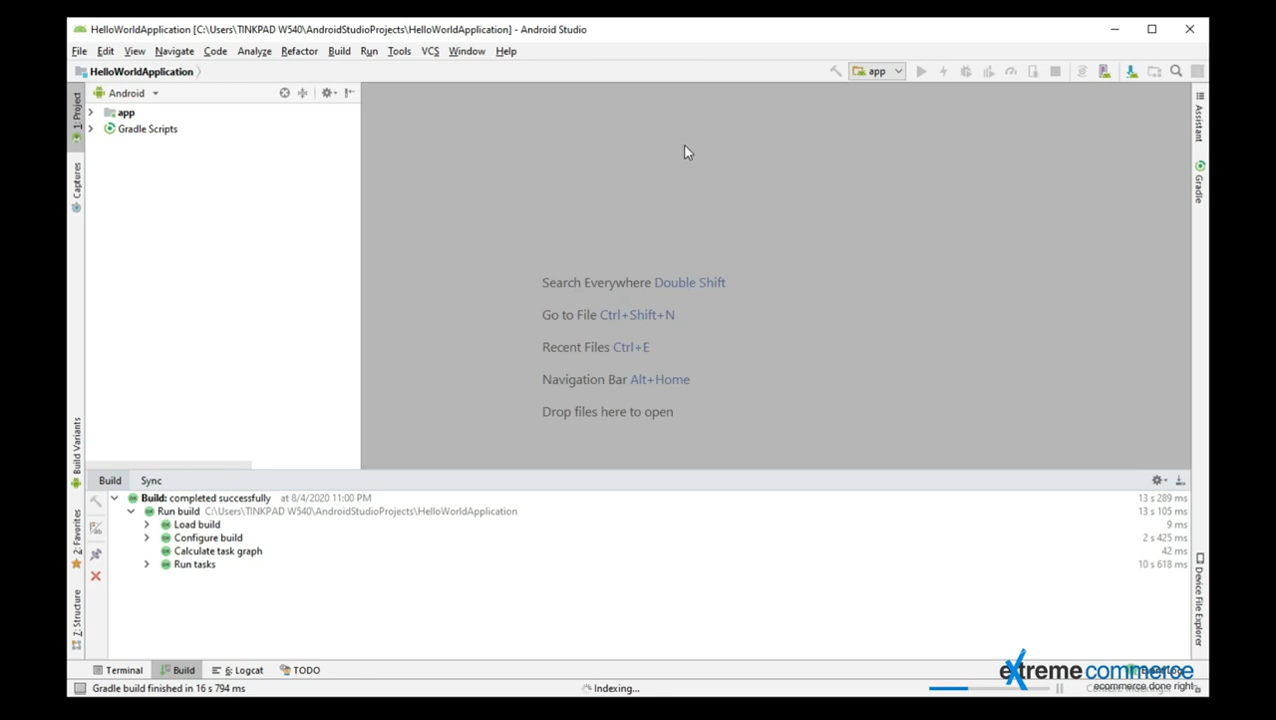 HelloWorldApplication [C:\Users\TINKPAD W540\AndroidStudioProjects\HelloWorldApplication] - Android Studio
File Edit View Navigate Code Analyze Refactor Build Run Tools VCS Window Help
HelloWorldApplication
app
1: Project
Android
Assistant
app
Gradle Scripts
Captures
Gradle
Search Everywhere Double Shift
Go to File Ctrl+Shift+N
Recent Files Ctrl+E
Navigation Bar Alt+Home
Drop files here to open
Build Variants
Build Sync
Build: completed successfully at 8/4/2020 11:00 PM 13 s 289 ms
Run build C:\Users\TINKPAD W540\AndroidStudioProjects\HelloWorldApplication 13 s 105 ms
Load build 9 ms
Configure build 2 s 425 ms
Calculate task graph 42 ms
Run tasks 10 s 618 ms
2: Favorites
7: Structure
Device File Explorer
Terminal Build 6: Logcat TODO
extreme commerce
ecommerce done right
Gradle build finished in 16 s 794 ms Indexing...